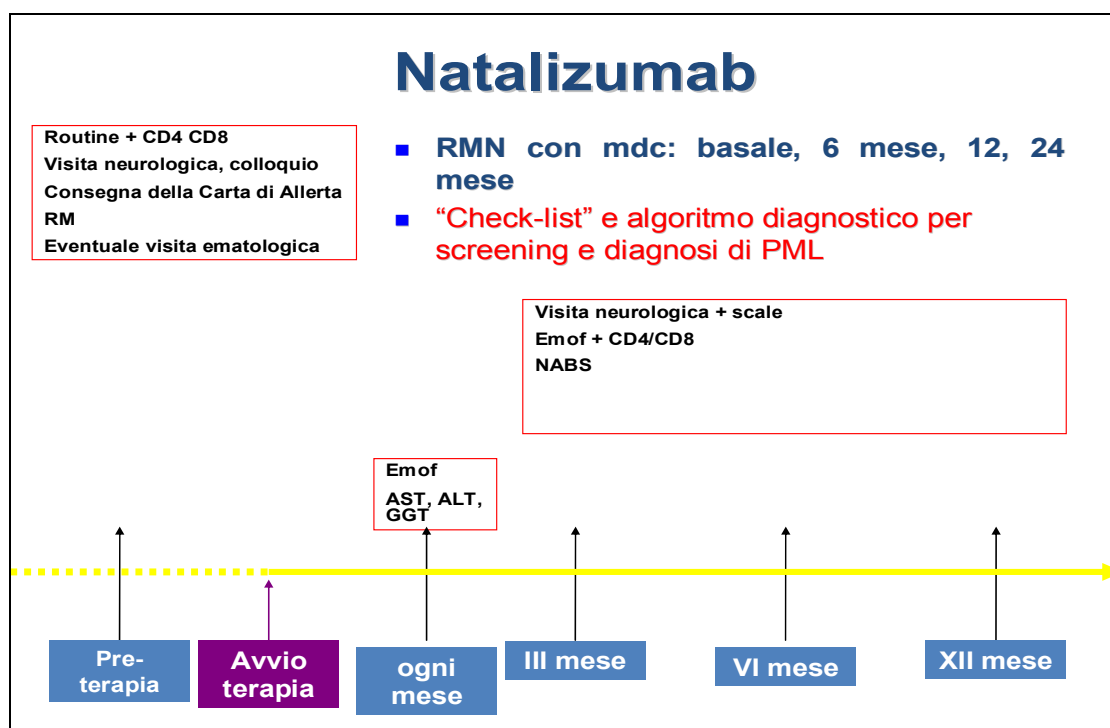 Natalizumab
Routine + CD4 CD8
Visita neurologica, colloquio
Consegna della Carta di Allerta
RM
Eventuale visita ematologica
RMN con mdc: basale, 6 mese, 12, 24
mese
“Check-list” e algoritmo diagnostico per
screening e diagnosi di PML
Visita neurologica + scale
Emof + CD4/CD8
NABS
Emof
AST, ALT,
GGT
Pre-
terapia
Avvio
terapia
ogni
mese
III mese
VI mese
XII mese